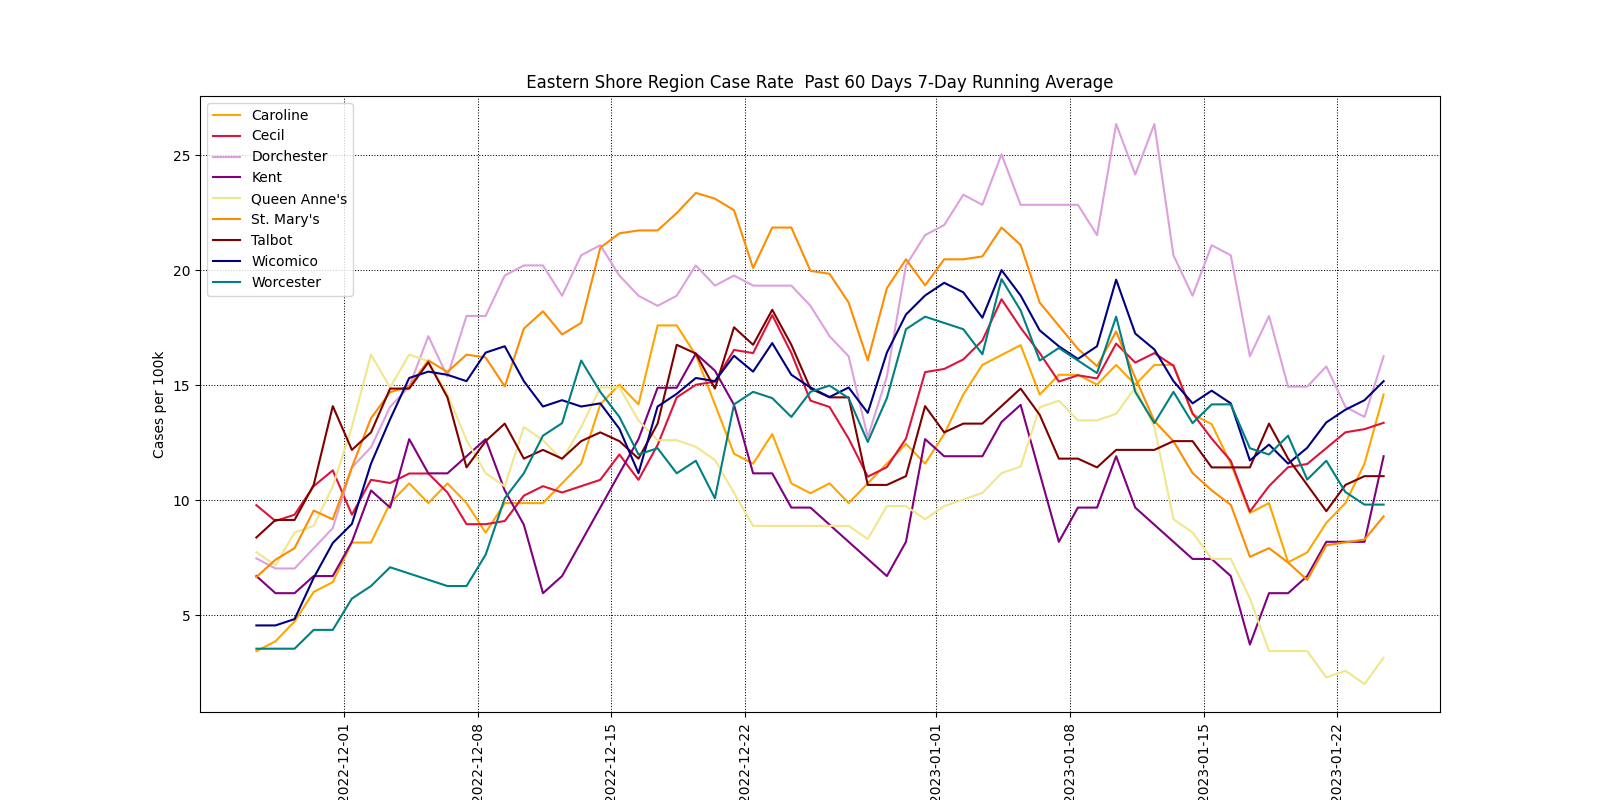 Eastern Shore Region Case Rate  Past 60 Days 7-Day Running Average
Cases per 100k
25
20
15
10
5
Caroline
Cecil
Dorchester
Kent
Queen Anne's
St. Mary's
Talbot
Wicomico
Worcester
2022-12-01
2022-12-08
2022-12-15
2022-12-22
2023-01-01
2023-01-08
2023-01-15
2023-01-22